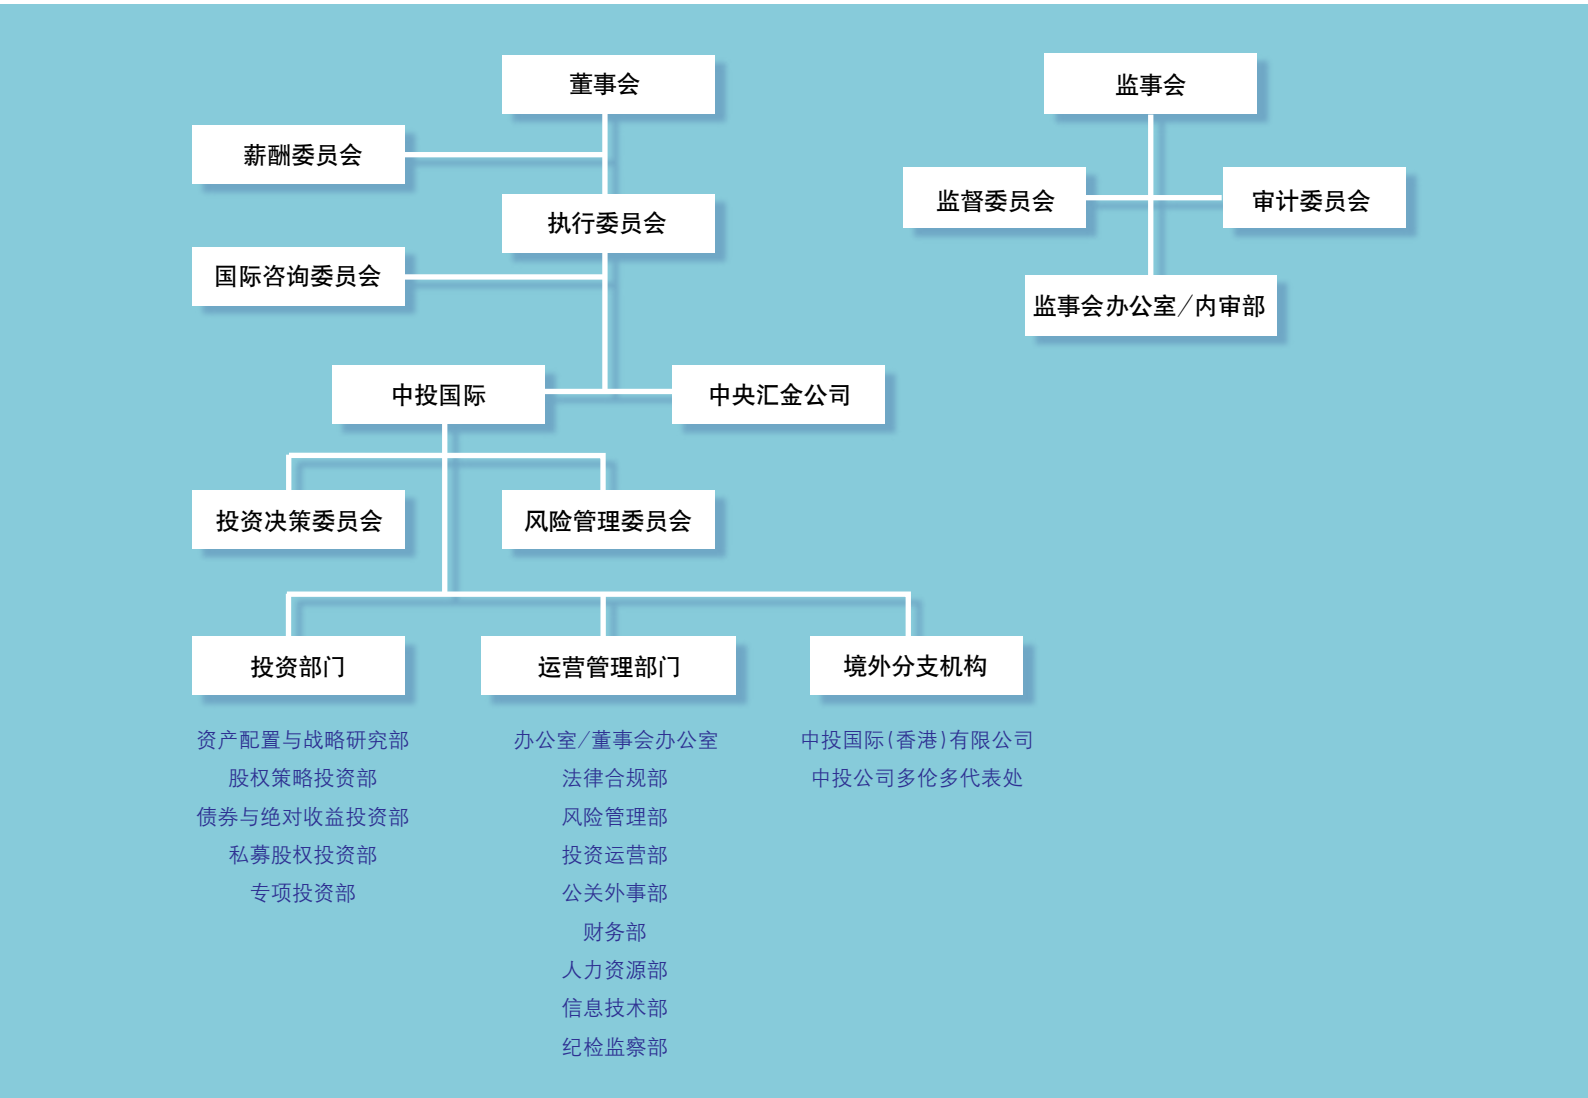 董事会
监事会
薪酬委员会
执行委员会
监督委员会
审计委员会
国际咨询委员会
监事会办公室/内审部
中投国际
中央汇金公司
投资决策委员会
风险管理委员会
投资部门
运营管理部门
境外分支机构
资产配置与战略研究部
股权策略投资部
债券与绝对收益投资部
私募股权投资部
专项投资部
办公室/董事会办公室
法律合规部
风险管理部
投资运营部
公关外事部
财务部
人力资源部
信息技术部
纪检监察部
中投国际(香港)有限公司
中投公司多伦多代表处